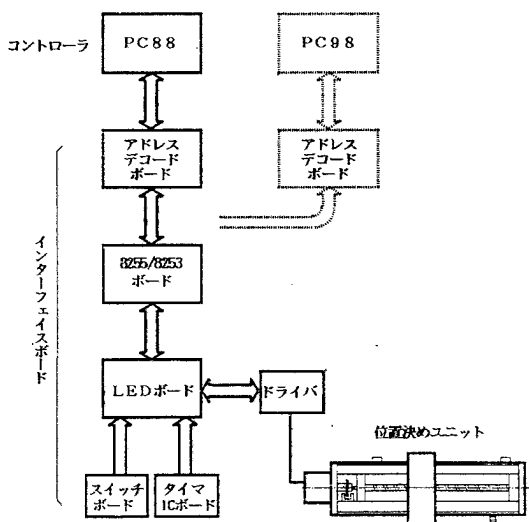 コントローラ
PC88
PC98
アドレス
デコード
ボード
アドレス
デコード
ボード
インターフェイスボード
8255/8253
ボード
LEDボード
ドライバ
位置決めユニット
スイッチ
ボード
タイマ
ICボード